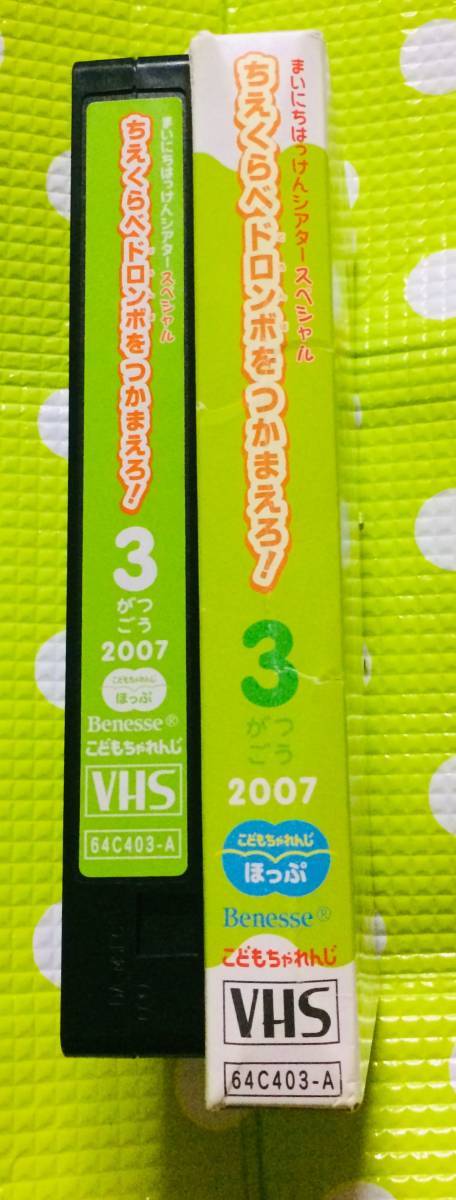 まいにちはっけんシアタースペシャル
ちえくらべドロンボをつかまえろ!
3
がつ
ごう
2007
こどもちゃれんじ
ほっぷ
Benesse®
こどもちゃれんじ
VHS
64C403-A
まいにちはっけんシアタースペシャル
ちえくらべドロンボをつかまえろ!
3
がつ
ごう
2007
こどもちゃれんじ
ほっぷ
Benesse®
こどもちゃれんじ
VHS
64C403-A